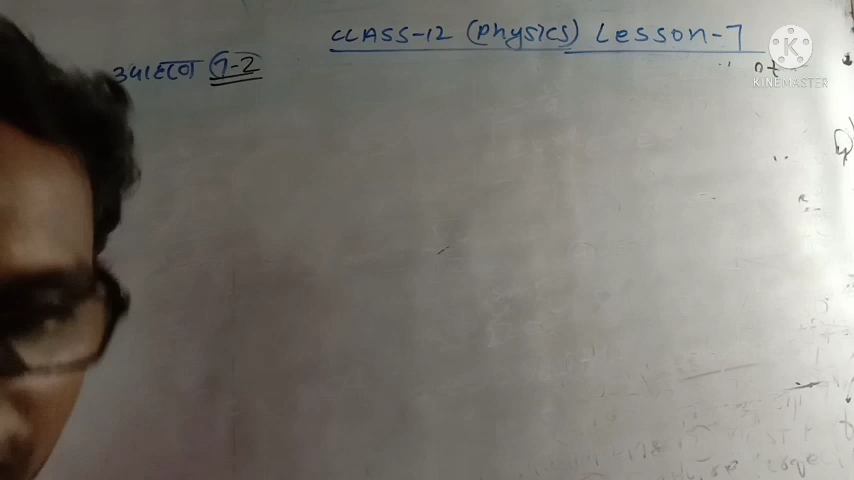 CLASS-12 (Physics) Lesson-7
उदाहरण 7-2
KINEMASTER